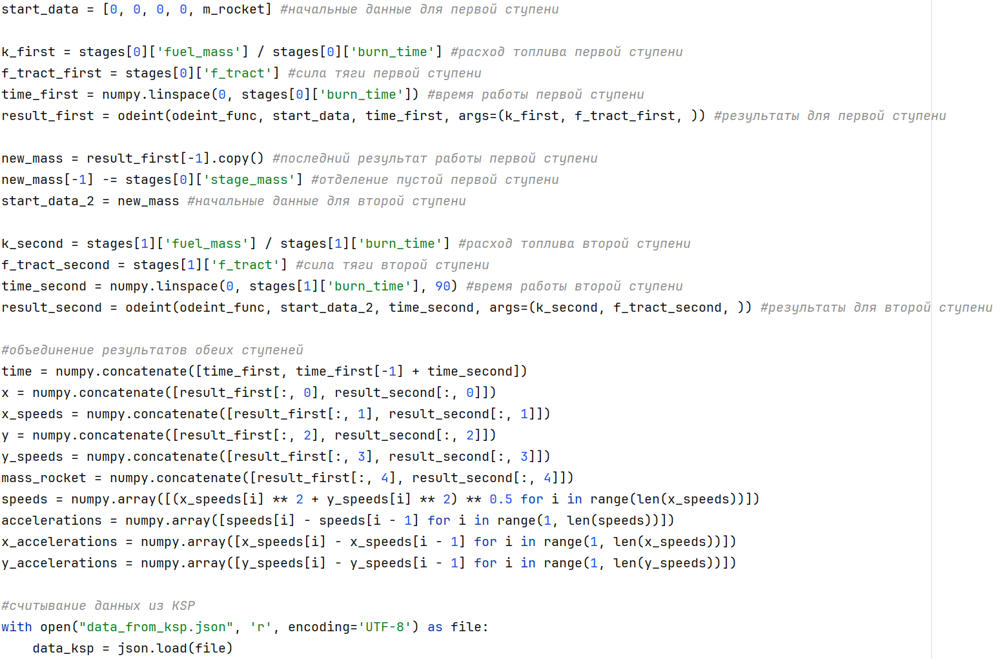 start_data = [0, 0, 0, 0, m_rocket] #начальные данные для первой ступени
k_first = stages[0]['fuel_mass'] / stages[0]['burn_time'] #расход топлива первой ступени
f_tract_first = stages[0]['f_tract'] #сила тяги первой ступени
time_first = numpy.linspace(0, stages[0]['burn_time']) #время работы первой ступени
result_first = odeint(odeint_func, start_data, time_first, args=(k_first, f_tract_first, )) #результаты для первой ступени
new_mass = result_first[-1].copy() #последний результат работы первой ступени
new_mass[-1] -= stages[0]['stage_mass'] #отделение пустой первой ступени
start_data_2 = new_mass #начальные данные для второй ступени
k_second = stages[1]['fuel_mass'] / stages[1]['burn_time'] #расход топлива второй ступени
f_tract_second = stages[1]['f_tract'] #сила тяги второй ступени
time_second = numpy.linspace(0, stages[1]['burn_time'], 90) #время работы второй ступени
result_second = odeint(odeint_func, start_data_2, time_second, args=(k_second, f_tract_second, )) #результаты для второй ступени
#объединение результатов обеих ступеней
time = numpy.concatenate([time_first, time_first[-1] + time_second])
x = numpy.concatenate([result_first[:, 0], result_second[:, 0]])
x_speeds = numpy.concatenate([result_first[:, 1], result_second[:, 1]])
y = numpy.concatenate([result_first[:, 2], result_second[:, 2]])
y_speeds = numpy.concatenate([result_first[:, 3], result_second[:, 3]])
mass_rocket = numpy.concatenate([result_first[:, 4], result_second[:, 4]])
speeds = numpy.array([(x_speeds[i] ** 2 + y_speeds[i] ** 2) ** 0.5 for i in range(len(x_speeds))])
accelerations = numpy.array([speeds[i] - speeds[i - 1] for i in range(1, len(speeds))])
x_accelerations = numpy.array([x_speeds[i] - x_speeds[i - 1] for i in range(1, len(x_speeds))])
y_accelerations = numpy.array([y_speeds[i] - y_speeds[i - 1] for i in range(1, len(y_speeds))])
#считывание данных из KSP
with open("data_from_ksp.json", 'r', encoding='UTF-8') as file:
    data_ksp = json.load(file)